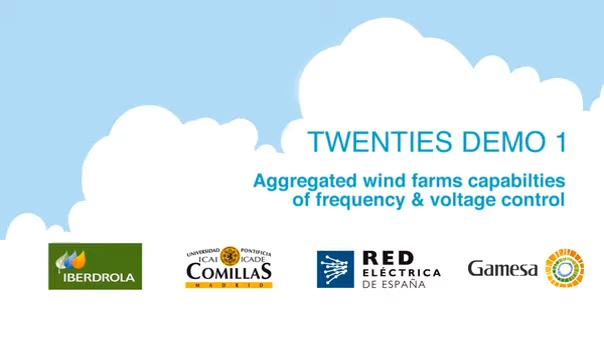 TWENTIES DEMO 1
Aggregated wind farms capabilties
of frequency & voltage control
IBERDROLA
UNIVERSIDAD PONTIFICIA
ICAI ICADE
COMILLAS
MADRID
RED
ELÉCTRICA
DE ESPAÑA
Gamesa